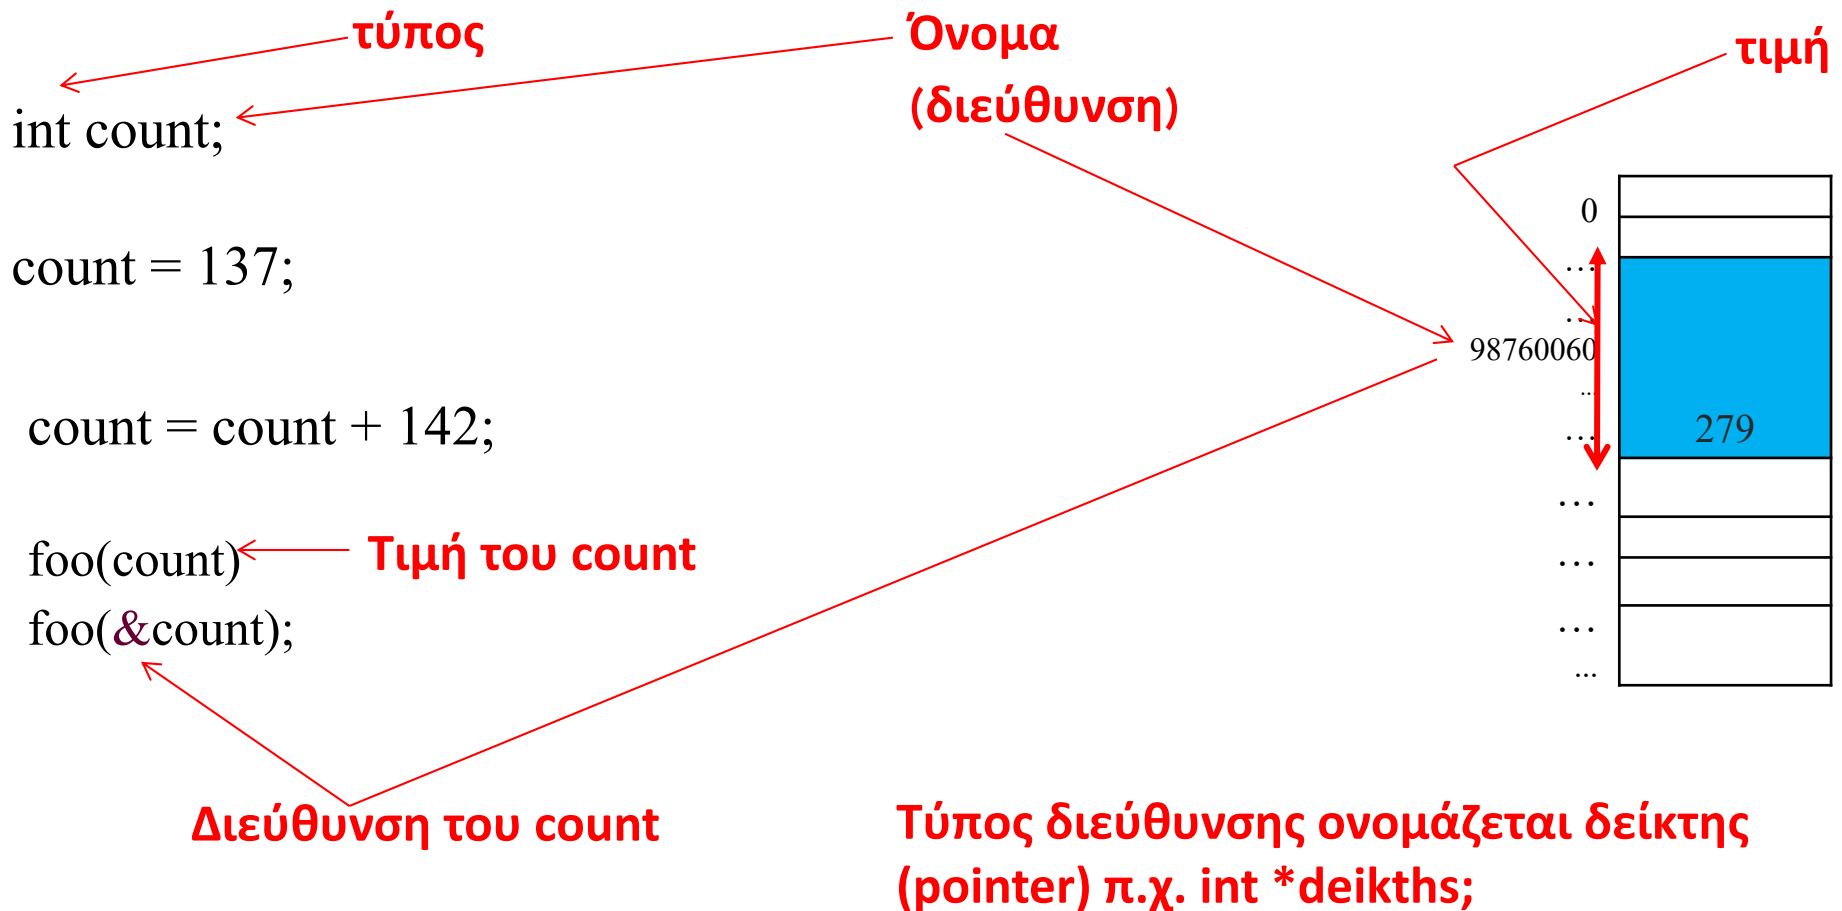 τύπος
Όνομα
(διεύθυνση)
τιμή
int count;
count = 137;
count = count + 142;
foo(count)
Τιμή του count
foo(&count);
Διεύθυνση του count
0
...
...
98760060
...
...
279
...
...
...
...
Τύπος διεύθυνσης ονομάζεται δείκτης
(pointer) π.χ. int *deikths;